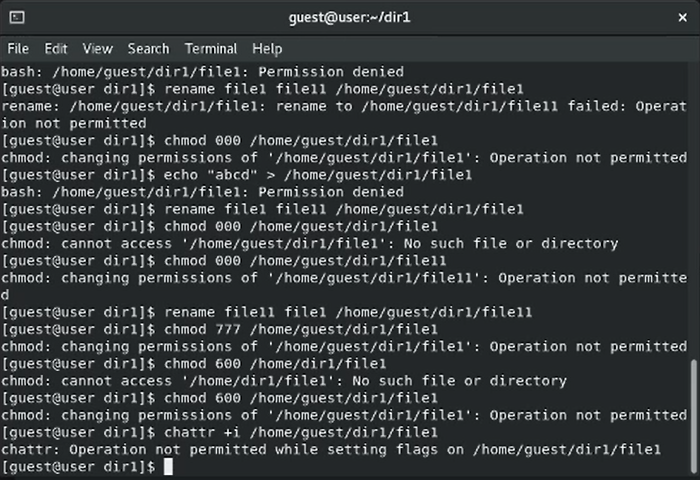 guest@user:~/dir1
File Edit View Search Terminal Help
bash: /home/guest/dir1/file1: Permission denied
[guest@user dir1]$ rename file1 file11 /home/guest/dir1/file1
rename: /home/guest/dir1/file1: rename to /home/guest/dir1/file11 failed: Operat
ion not permitted
[guest@user dir1]$ chmod 000 /home/guest/dir1/file1
chmod: changing permissions of '/home/guest/dir1/file1': Operation not permitted
[guest@user dir1]$ echo "abcd" > /home/guest/dir1/file1
bash: /home/guest/dir1/file1: Permission denied
[guest@user dir1]$ rename file1 file11 /home/guest/dir1/file1
[guest@user dir1]$ chmod 000 /home/guest/dir1/file1
chmod: cannot access '/home/guest/dir1/file1': No such file or directory
[guest@user dir1]$ chmod 000 /home/guest/dir1/file11
chmod: changing permissions of '/home/guest/dir1/file11': Operation not permitte
d
[guest@user dir1]$ rename file11 file1 /home/guest/dir1/file11
[guest@user dir1]$ chmod 777 /home/guest/dir1/file1
chmod: changing permissions of '/home/guest/dir1/file1': Operation not permitted
[guest@user dir1]$ chmod 600 /home/dir1/file1
chmod: cannot access '/home/dir1/file1': No such file or directory
[guest@user dir1]$ chmod 600 /home/guest/dir1/file1
chmod: changing permissions of '/home/guest/dir1/file1': Operation not permitted
[guest@user dir1]$ chattr +i /home/guest/dir1/file1
chattr: Operation not permitted while setting flags on /home/guest/dir1/file1
[guest@user dir1]$